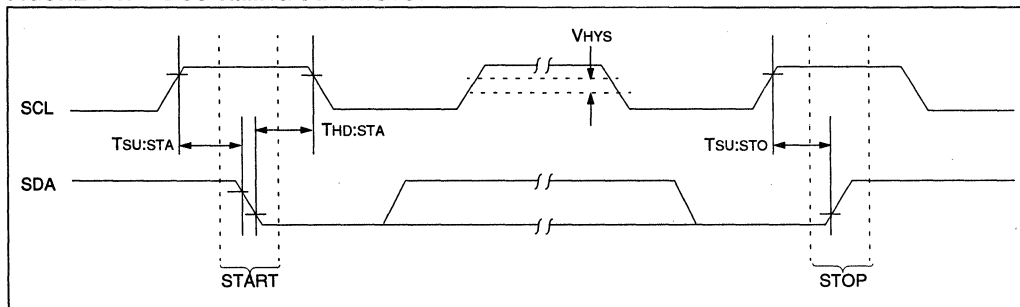 VHYS
SCL
TSU:STA
THD:STA
TSU:STO
SDA
START
STOP